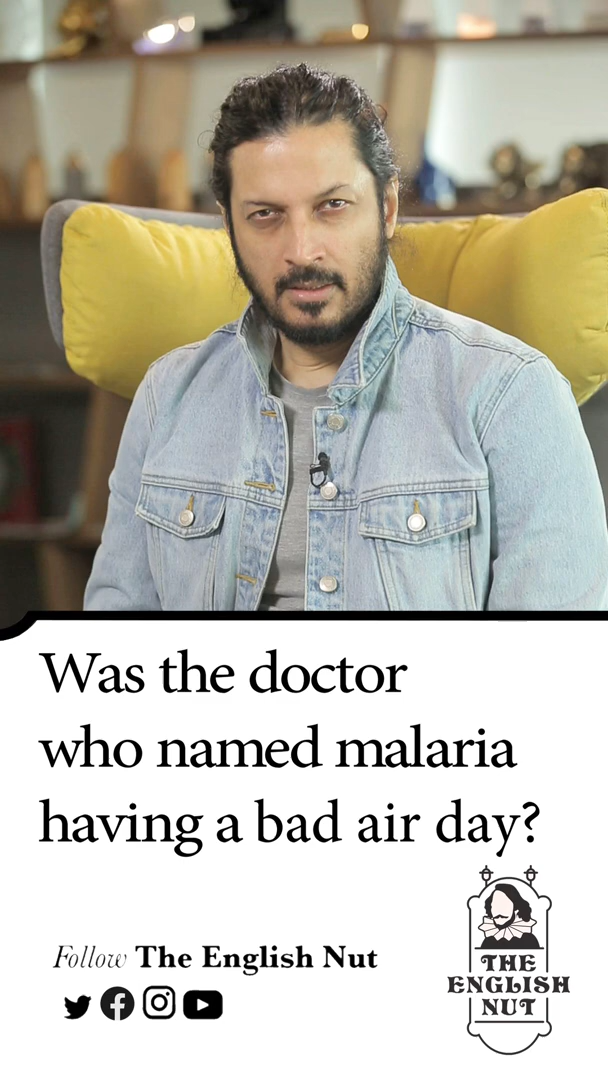 Was the doctor
who named malaria
having a bad air day?
Follow The English Nut
THE
ENGLISH
NUT